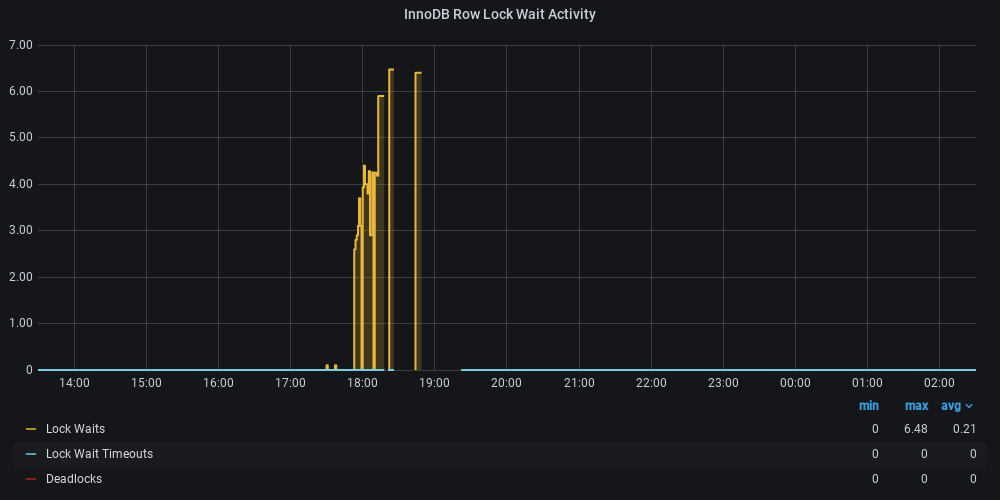 InnoDB Row Lock Wait Activity
7.00
6.00
5.00
4.00
3.00
2.00
1.00
0
14:00 15:00 16:00 17:00 18:00 19:00 20:00 21:00 22:00 23:00 00:00 01:00 02:00
min max avg
Lock Waits 0 6.48 0.21
Lock Wait Timeouts 0 0 0
Deadlocks 0 0 0